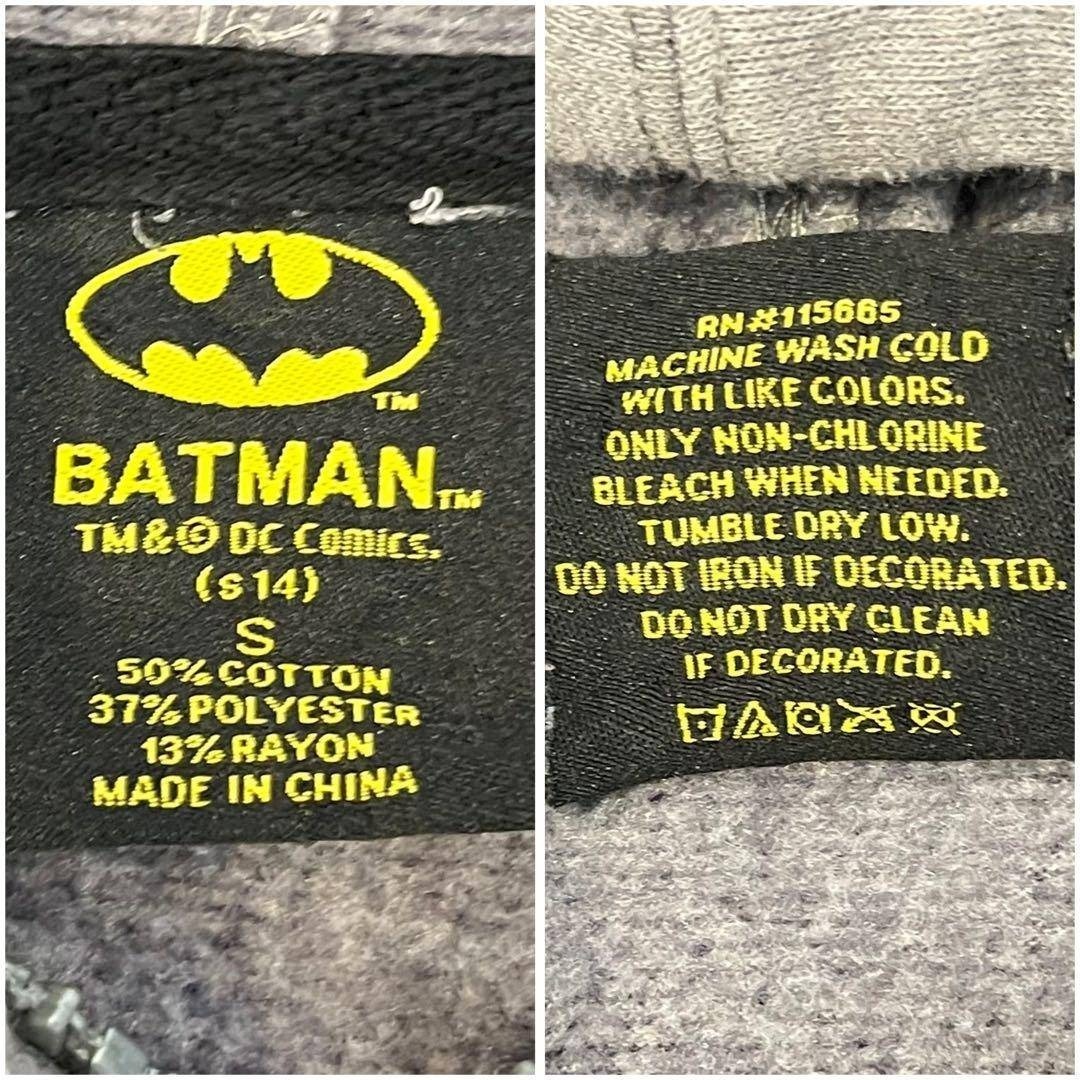 TM
BATMAN™
TM & © DC Comics.
(s14)
S
50% COTTON
37% POLYESTER
13% RAYON
MADE IN CHINA
RN#115665
MACHINE WASH COLD
WITH LIKE COLORS.
ONLY NON-CHLORINE
BLEACH WHEN NEEDED.
TUMBLE DRY LOW.
DO NOT IRON IF DECORATED.
DO NOT DRY CLEAN
IF DECORATED.